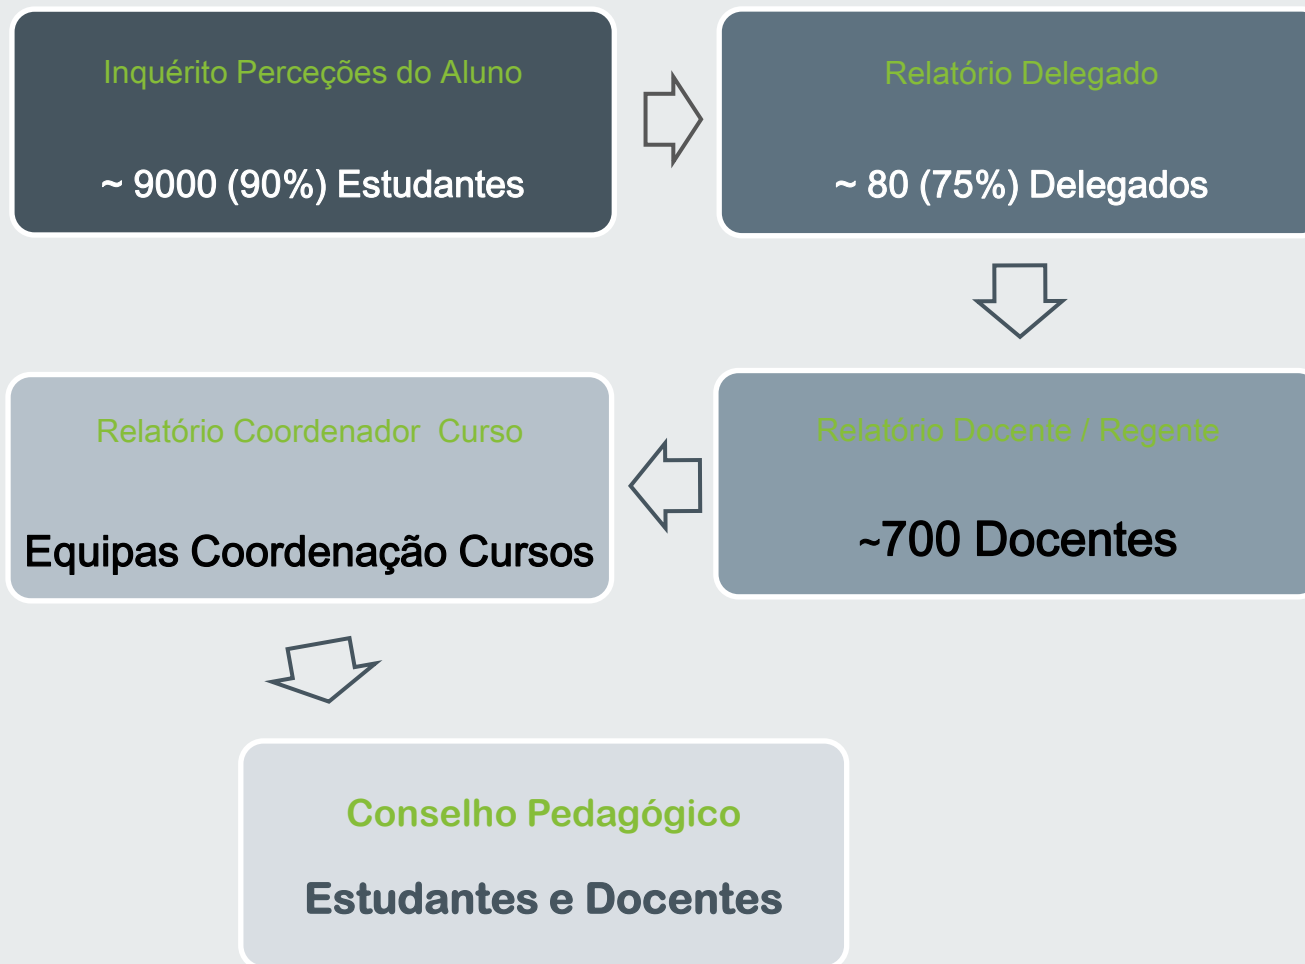 Inquérito Perceções do Aluno
~ 9000 (90%) Estudantes
Relatório Delegado
~ 80 (75%) Delegados
Relatório Docente / Regente
~700 Docentes
Relatório Coordenador Curso
Equipas Coordenação Cursos
Conselho Pedagógico
Estudantes e Docentes